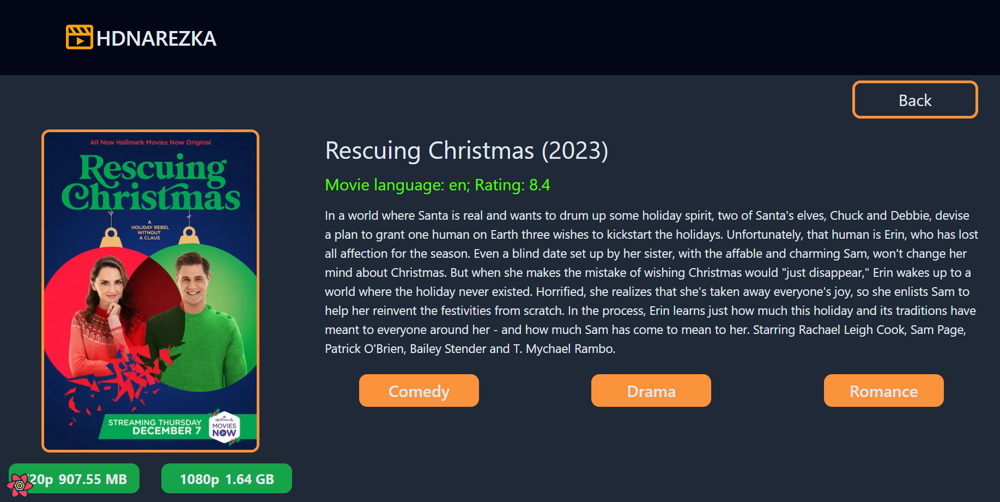 HDNAREZKA
Back
All New Hallmark Movies Now Original
Rescuing
Christmas
A
HOLIDAY REBEL
WITHOUT
A CLAUS
STREAMING THURSDAY
DECEMBER 7
Hallmark
MOVIES
NOW
Rescuing Christmas (2023)
Movie language: en; Rating: 8.4
In a world where Santa is real and wants to drum up some holiday spirit, two of Santa's elves, Chuck and Debbie, devise
a plan to grant one human on Earth three wishes to kickstart the holidays. Unfortunately, that human is Erin, who has lost
all affection for the season. Even a blind date set up by her sister, with the affable and charming Sam, won't change her
mind about Christmas. But when she makes the mistake of wishing Christmas would "just disappear," Erin wakes up to a
world where the holiday never existed. Horrified, she realizes that she's taken away everyone's joy, so she enlists Sam to
help her reinvent the festivities from scratch. In the process, Erin learns just how much this holiday and its traditions have
meant to everyone around her - and how much Sam has come to mean to her. Starring Rachael Leigh Cook, Sam Page,
Patrick O'Brien, Bailey Stender and T. Mychael Rambo.
Comedy
Drama
Romance
20p 907.55 MB
1080p 1.64 GB